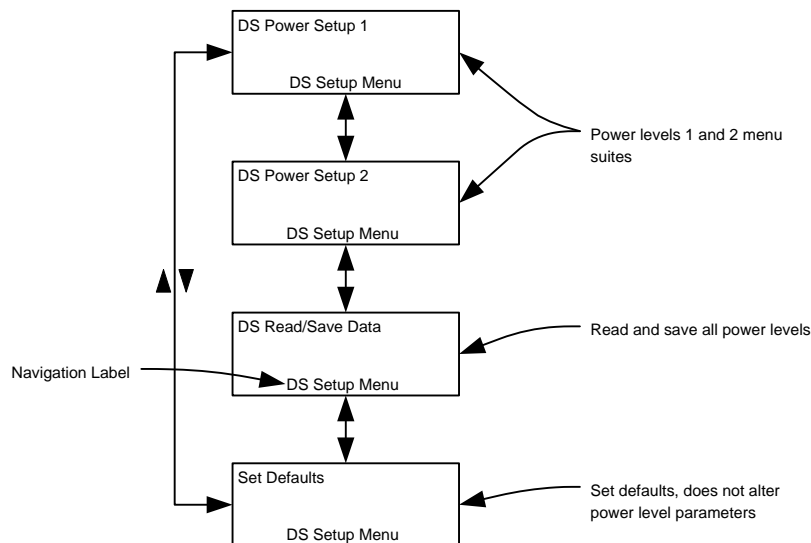 DS Power Setup 1
DS Setup Menu
Power levels 1 and 2 menu
suites
DS Power Setup 2
DS Setup Menu
DS Read/Save Data
Read and save all power levels
Navigation Label
DS Setup Menu
Set Defaults
Set defaults, does not alter
power level parameters
DS Setup Menu